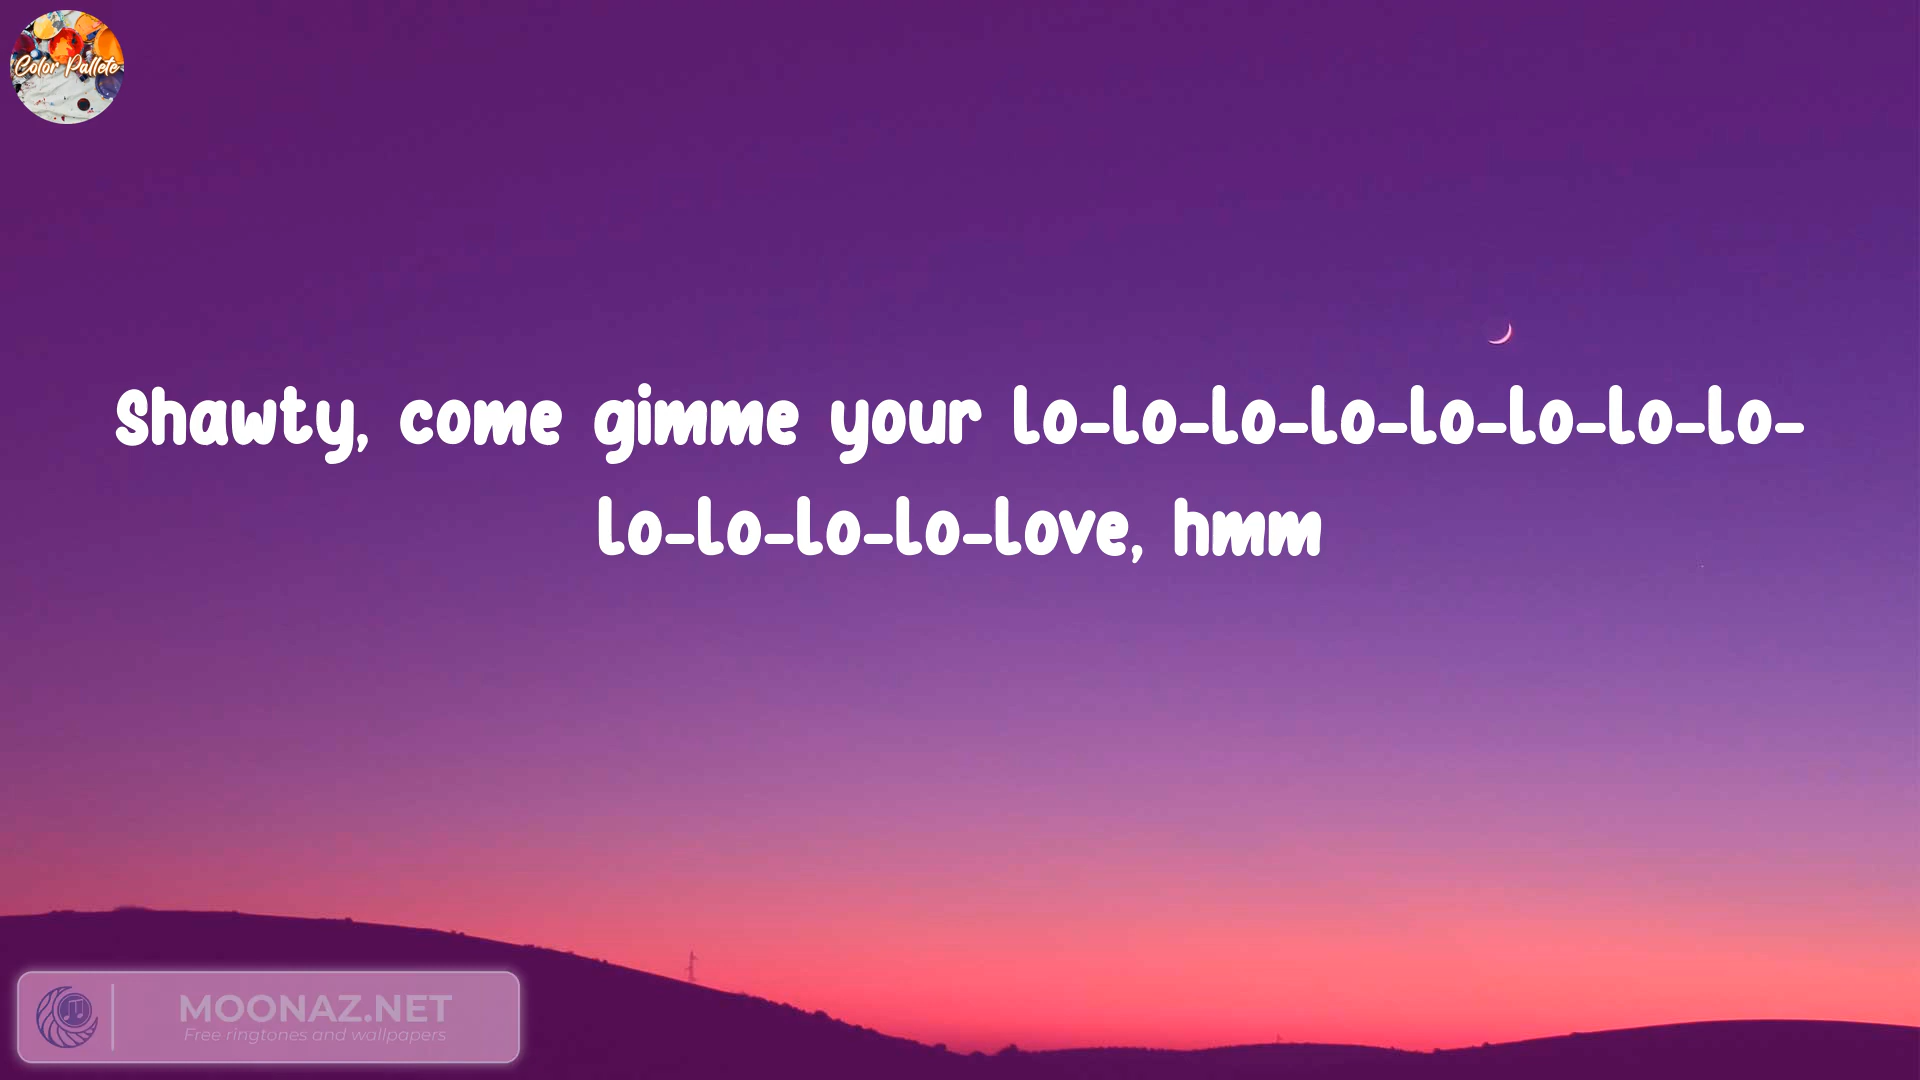 Color Pallete
Shawty, come gimme your lo-lo-lo-lo-lo-lo-lo-lo-
lo-lo-lo-lo-love, hmm
MOONAZ.NET
Free ringtones and wallpapers